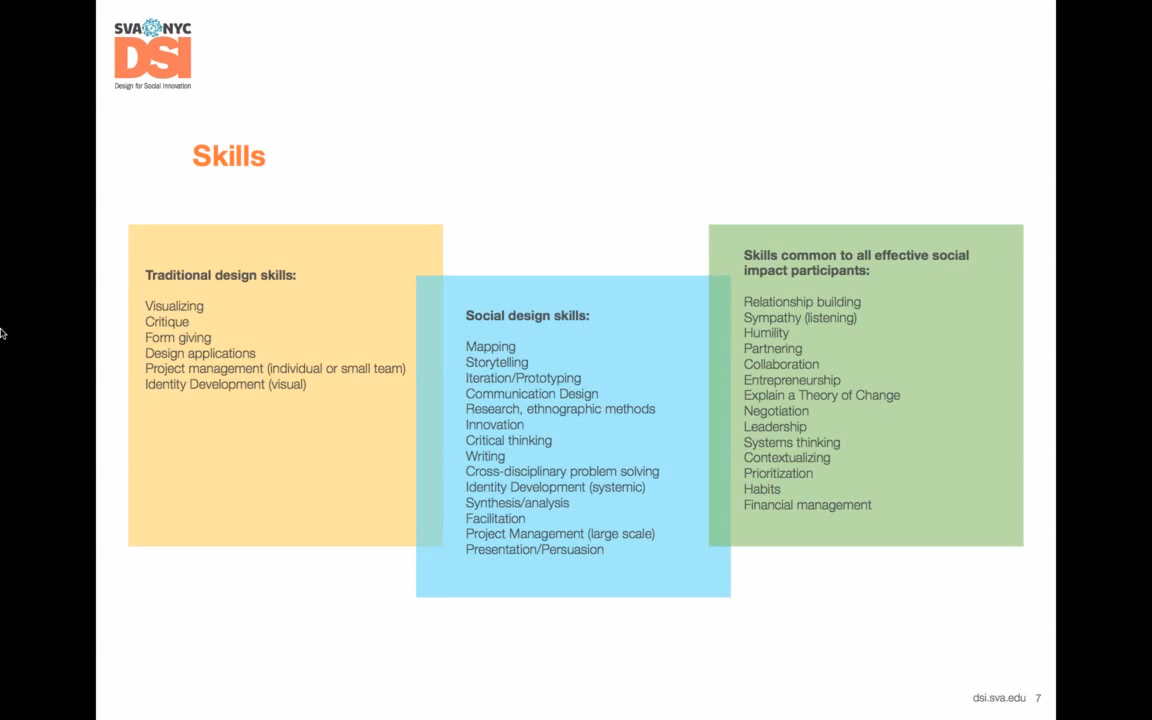 SVA NYC
DSI
Design for Social Innovation
Skills
Traditional design skills:
Visualizing
Critique
Form giving
Design applications
Project management (individual or small team)
Identity Development (visual)
Social design skills:
Mapping
Storytelling
Iteration/Prototyping
Communication Design
Research, ethnographic methods
Innovation
Critical thinking
Writing
Cross-disciplinary problem solving
Identity Development (systemic)
Synthesis/analysis
Facilitation
Project Management (large scale)
Presentation/Persuasion
Skills common to all effective social
impact participants:
Relationship building
Sympathy (listening)
Humility
Partnering
Collaboration
Entrepreneurship
Explain a Theory of Change
Negotiation
Leadership
Systems thinking
Contextualizing
Prioritization
Habits
Financial management
dsi.sva.edu 7